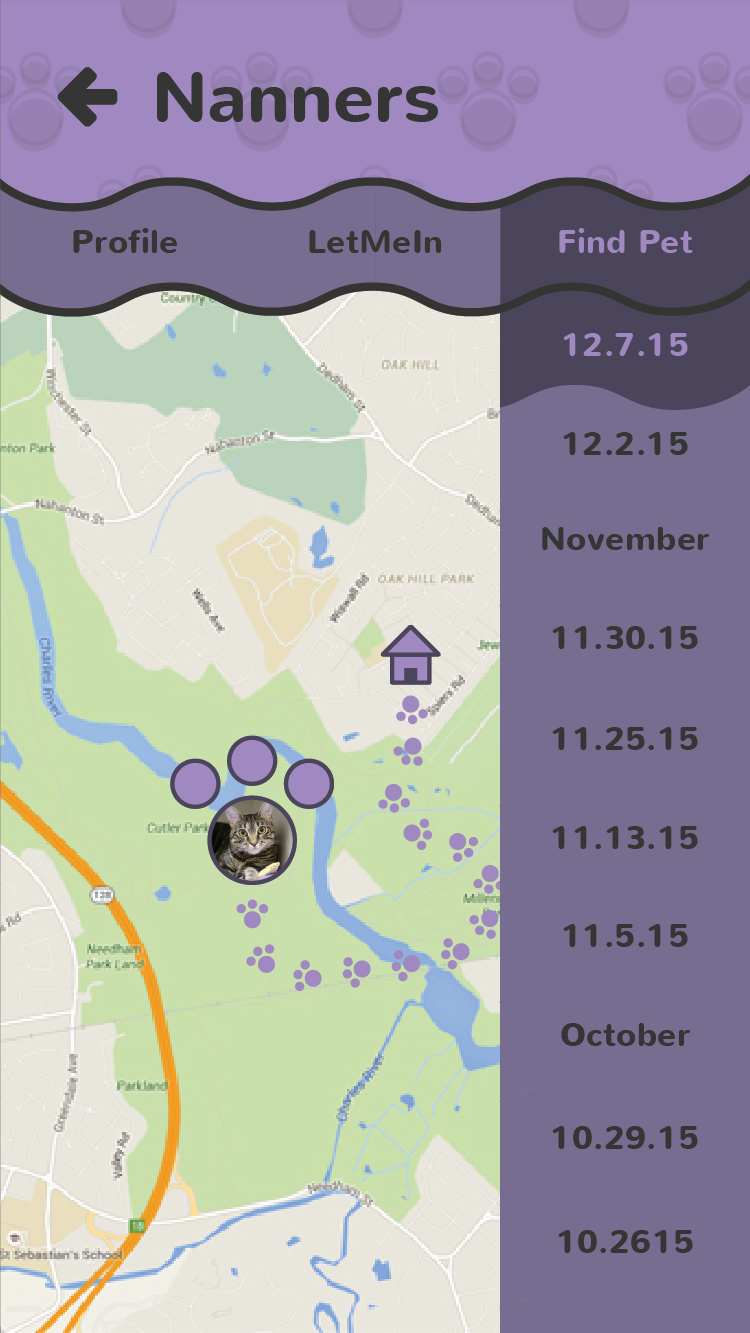 Nanners
Profile
LetMeIn
Find Pet
12.7.15
12.2.15
November
11.30.15
11.25.15
11.13.15
11.5.15
October
10.29.15
10.2615
Country
OAK HILL
Dedham St
Winchester St
Nahanton St
nton Park
Nahanton St
Dedham
OAK HILL PARK
Wells Ave
Wiswall Rd
Charles River
Spiers Rd
Cutler Park
128
Needham
Park Land
Parkland
Greendale Ave
Valley Rd
Charles River
Needham St
St Sebastian's School